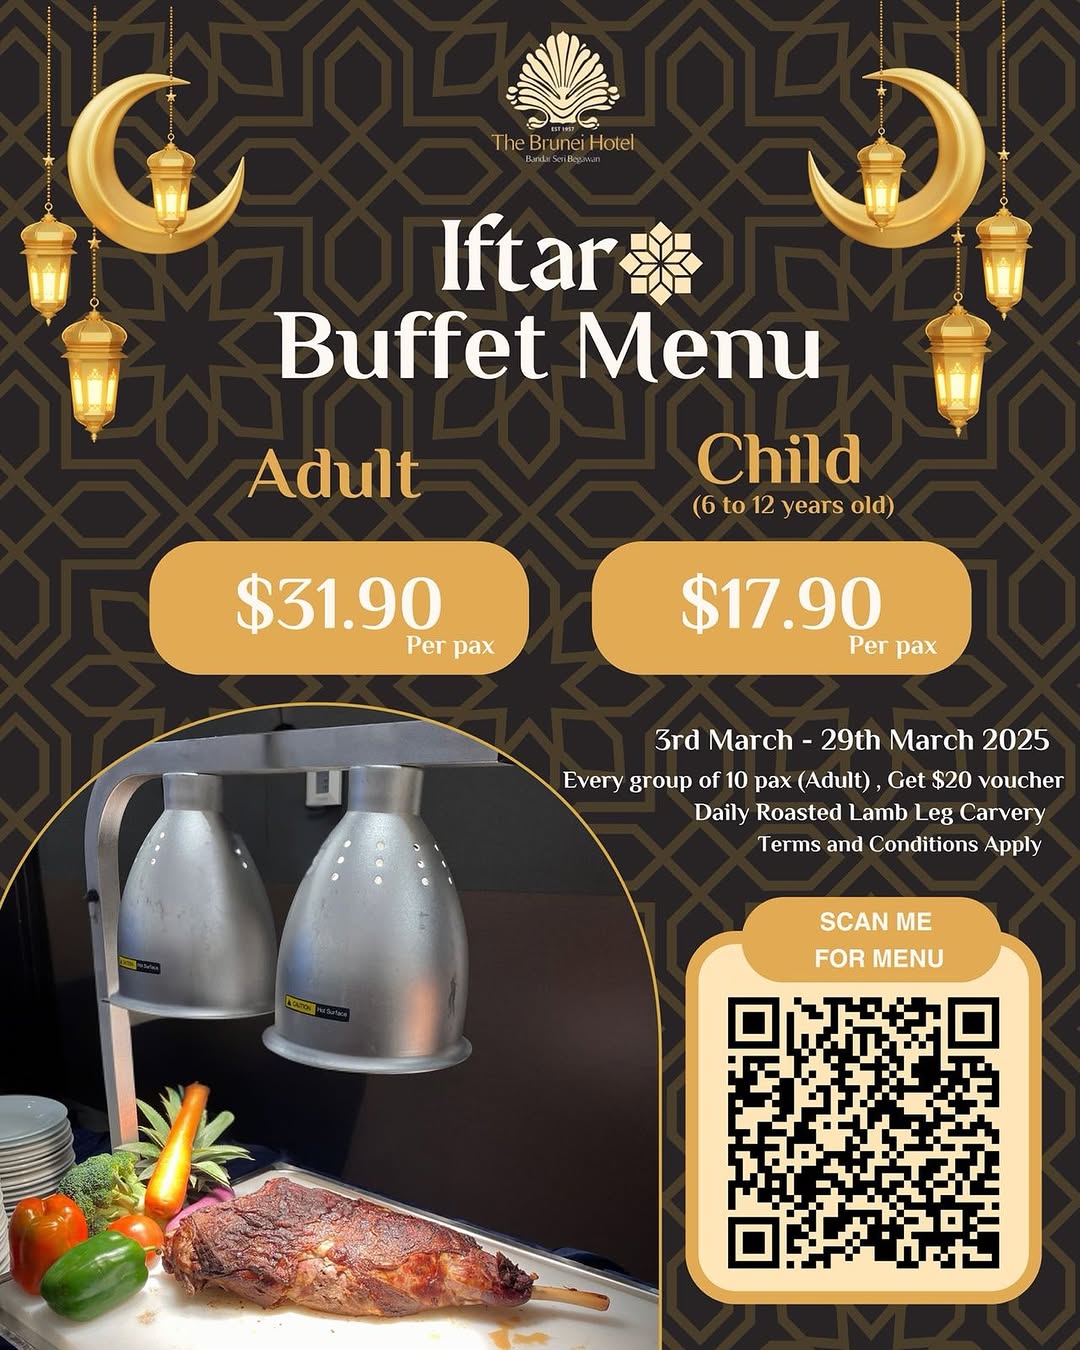 EST 1957
The Brunei Hotel
Bandar Seri Begawan
Iftar
Buffet Menu
Adult
Child
(6 to 12 years old)
$31.90
Per pax
$17.90
Per pax
3rd March - 29th March 2025
Every group of 10 pax (Adult) , Get $20 voucher
Daily Roasted Lamb Leg Carvery
Terms and Conditions Apply
SCAN ME
FOR MENU
CAUTION Hot Surface
CAUTION Hot Surface